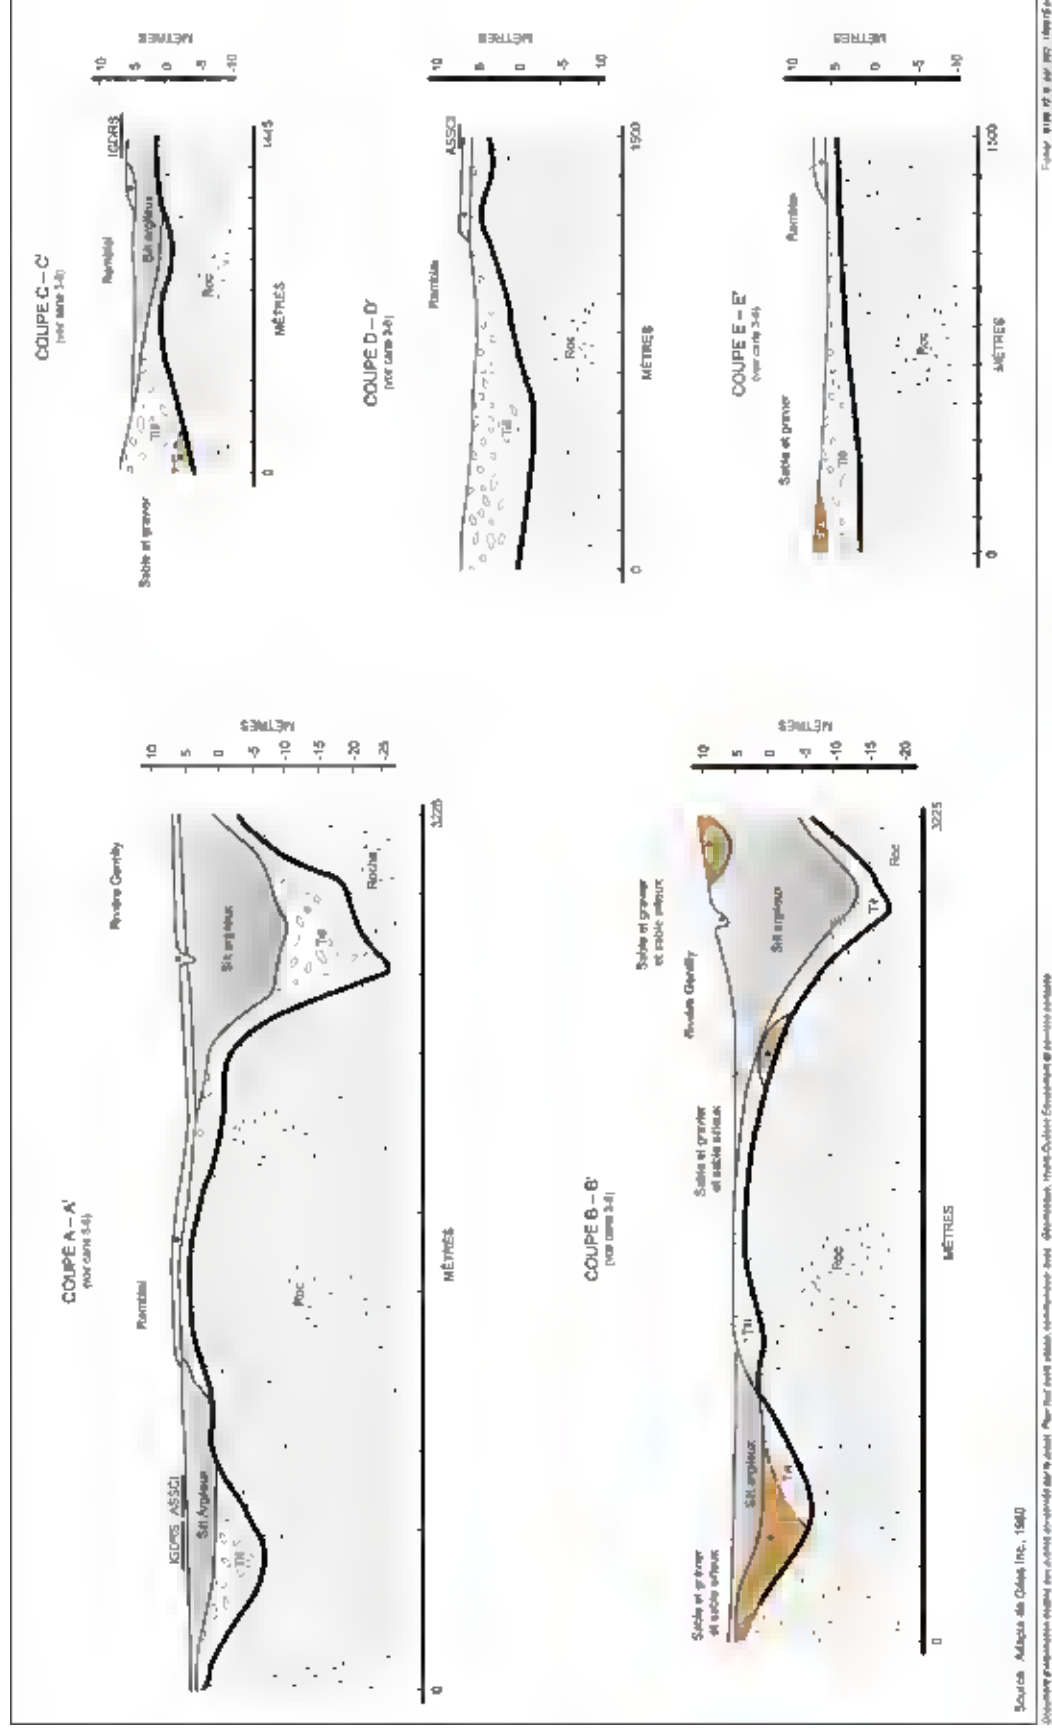 COUPE A – A'
(voir carte 3-6)
Remblai
Rivière Gentilly
IGDRS ASSCI
Silt Argileux
Till
Silt argileux
Till
Roc
Roche
10
5
0
-5
-10
-15
-20
-25
MÈTRES
0
3225
MÈTRES
COUPE B – B'
(voir carte 3-6)
Sable et gravier
et sable silteux
Sable et gravier
et sable silteux
Rivière Gentilly
Sable et gravier
et sable silteux
Silt argileux
Till
Till
Silt argileux
Till
Roc
Roc
10
5
0
-5
-10
-15
-20
MÈTRES
0
3225
MÈTRES
COUPE C – C'
(voir carte 3-6)
Remblai
IGDRS
Sable et gravier
Till
Silt argileux
Roc
10
5
0
-5
-10
MÈTRES
0
1445
MÈTRES
COUPE D – D'
(voir carte 3-6)
Remblai
ASSCI
Till
Roc
10
5
0
-5
-10
MÈTRES
0
1500
MÈTRES
COUPE E – E'
(voir carte 3-6)
Sable et gravier
Remblai
Till
Roc
10
5
0
-5
-10
MÈTRES
0
1500
MÈTRES
Source : Adapté de Géos Inc., 1980